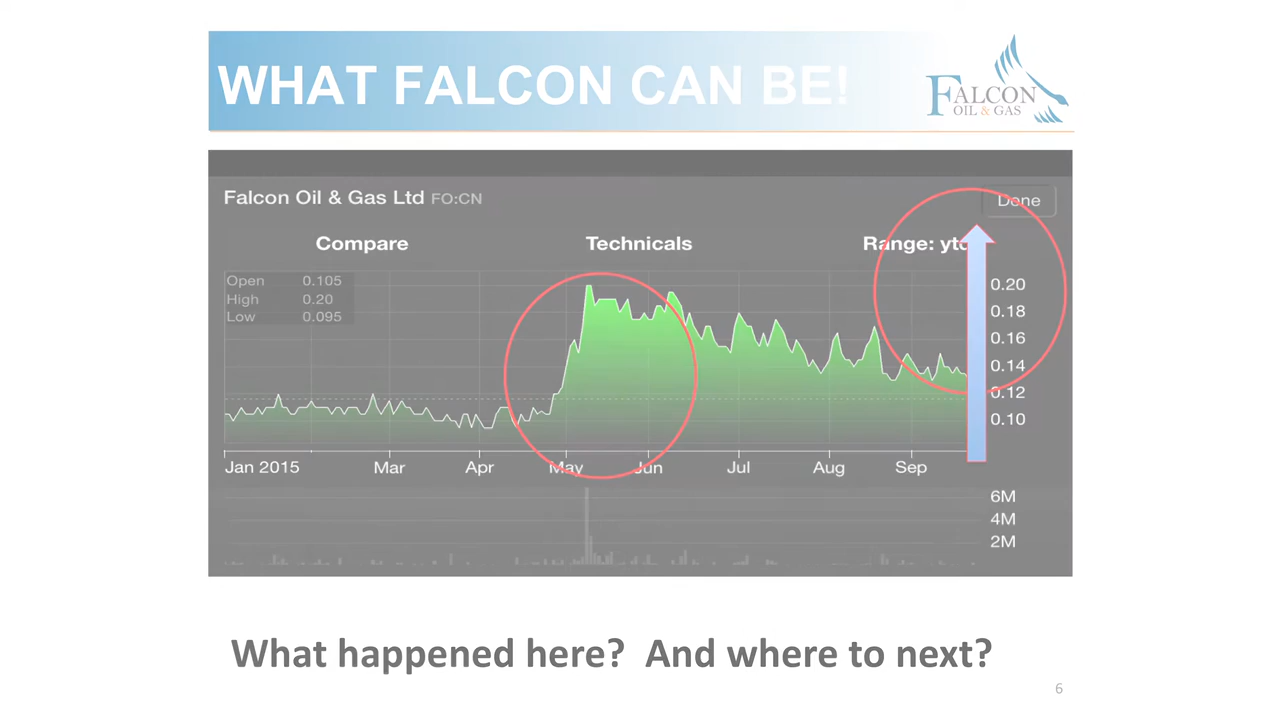 WHAT FALCON CAN BE!
FALCON
OIL & GAS
Falcon Oil & Gas Ltd FO:CN
Done
Compare Technicals Range: ytd
Open 0.105
High 0.20
Low 0.095
0.20
0.18
0.16
0.14
0.12
0.10
Jan 2015 Mar Apr May Jun Jul Aug Sep
6M
4M
2M
What happened here? And where to next?
6